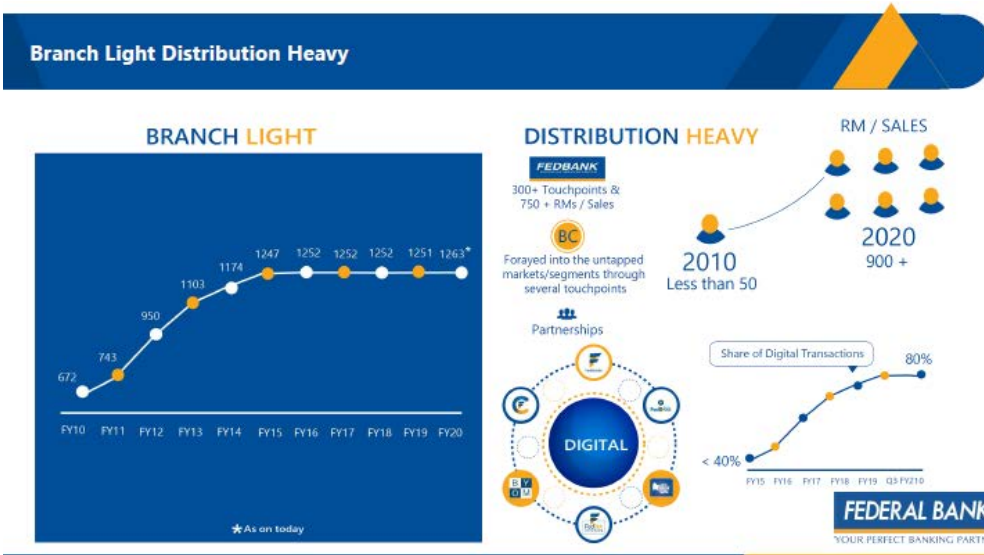 Branch Light Distribution Heavy
BRANCH LIGHT
672
743
950
1103
1174
1247
1252
1252
1252
1251
1263*
FY10
FY11
FY12
FY13
FY14
FY15
FY16
FY17
FY18
FY19
FY20
*As on today
DISTRIBUTION HEAVY
FEDBANK
300+ Touchpoints &
750 + RMs / Sales
BC
Forayed into the untapped
markets/segments through
several touchpoints
Partnerships
DIGITAL
BYOM
RM / SALES
2010
Less than 50
2020
900 +
Share of Digital Transactions
80%
< 40%
FY15
FY16
FY17
FY18
FY19
Q3 FY210
FEDERAL BANK
YOUR PERFECT BANKING PARTN